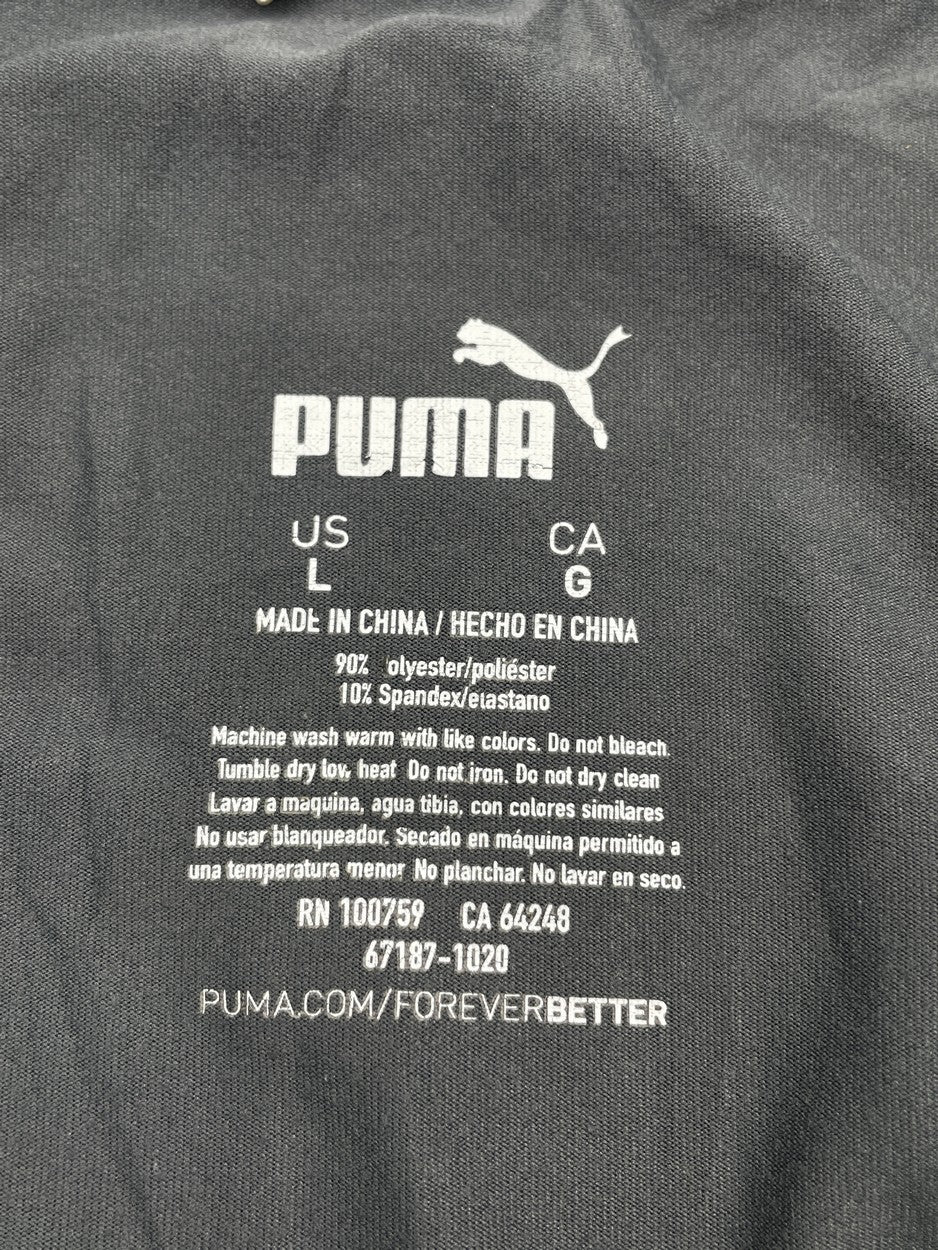 PUMA
US CA
L G
MADE IN CHINA / HECHO EN CHINA
90% olyester/poliéster
10% Spandex/elastano
Machine wash warm with like colors. Do not bleach.
Tumble dry low heat Do not iron. Do not dry clean
Lavar a maquina, agua tibia, con colores similares
No usar blanqueador. Secado en máquina permitido a
una temperatura menor No planchar. No lavar en seco.
RN 100759 CA 64248
67187-1020
PUMA.COM/FOREVERBETTER